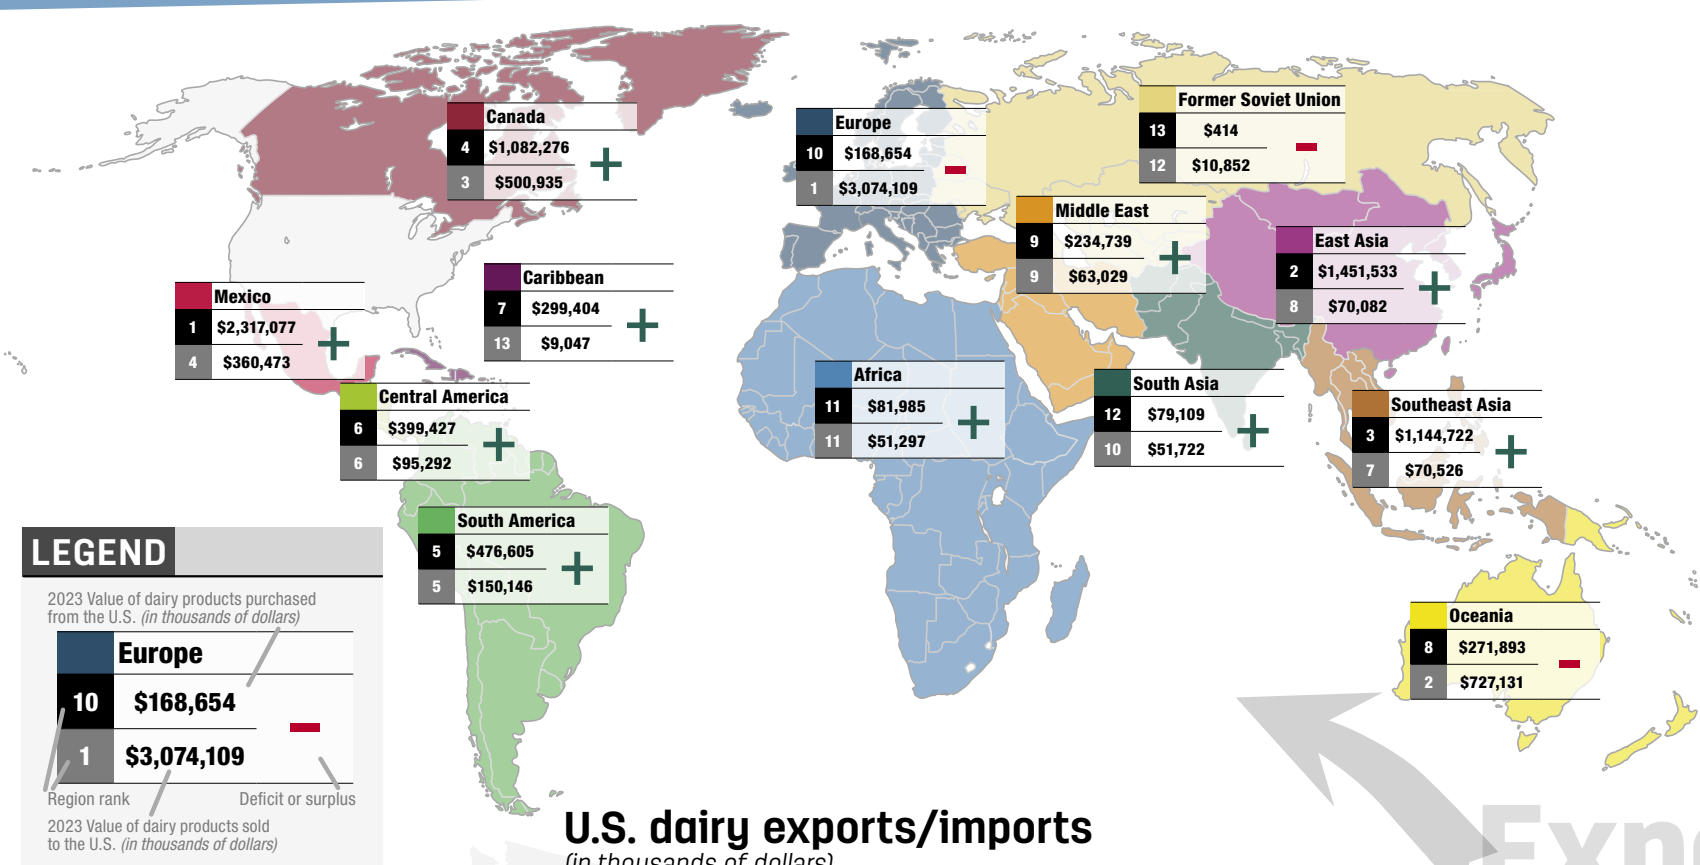 Canada
4 $1,082,276
3 $500,935
Europe
10 $168,654
1 $3,074,109
Former Soviet Union
13 $414
12 $10,852
Middle East
9 $234,739
9 $63,029
East Asia
2 $1,451,533
8 $70,082
Mexico
1 $2,317,077
4 $360,473
Caribbean
7 $299,404
13 $9,047
Central America
6 $399,427
6 $95,292
Africa
11 $81,985
11 $51,297
South Asia
12 $79,109
10 $51,722
Southeast Asia
3 $1,144,722
7 $70,526
South America
5 $476,605
5 $150,146
Oceania
8 $271,893
2 $727,131
LEGEND
2023 Value of dairy products purchased
from the U.S. (in thousands of dollars)
Europe
10 $168,654
1 $3,074,109
Region rank Deficit or surplus
2023 Value of dairy products sold
to the U.S. (in thousands of dollars)
U.S. dairy exports/imports
(in thousands of dollars)